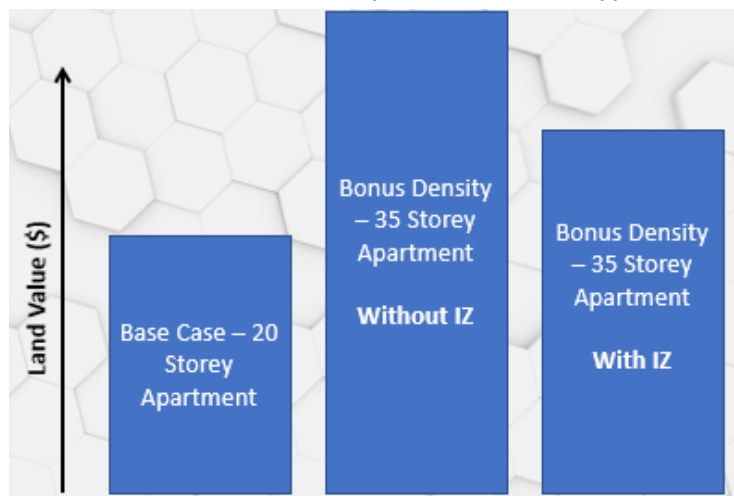 Land Value ($)
Base Case – 20
Storey
Apartment
Bonus Density
– 35 Storey
Apartment
Without IZ
Bonus Density
– 35 Storey
Apartment
With IZ